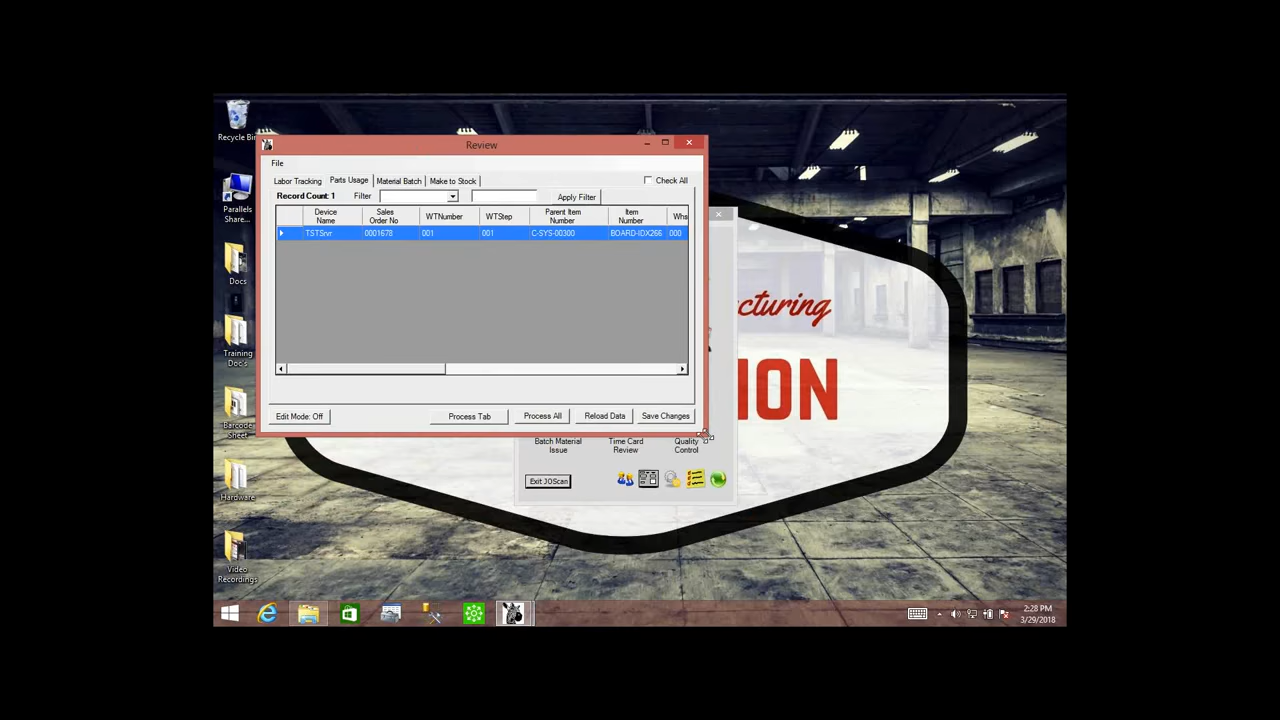 Recycle Bin
Parallels
Share...
Docs
Training
Doc's
Barcode
Sheet
Hardware
Video
Recordings
Review
File
Labor Tracking
Parts Usage
Material Batch
Make to Stock
Check All
Record Count: 1
Filter
Apply Filter
Device Name
Sales Order No
WTNumber
WTStep
Parent Item Number
Item Number
Whs
TSTSrvr
0001678
001
001
C-SYS-00300
BOARD-IDX266
000
Edit Mode: Off
Process Tab
Process All
Reload Data
Save Changes
cturing
ION
Batch Material
Issue
Time Card
Review
Quality
Control
Exit JOScan
2:28 PM
3/29/2018